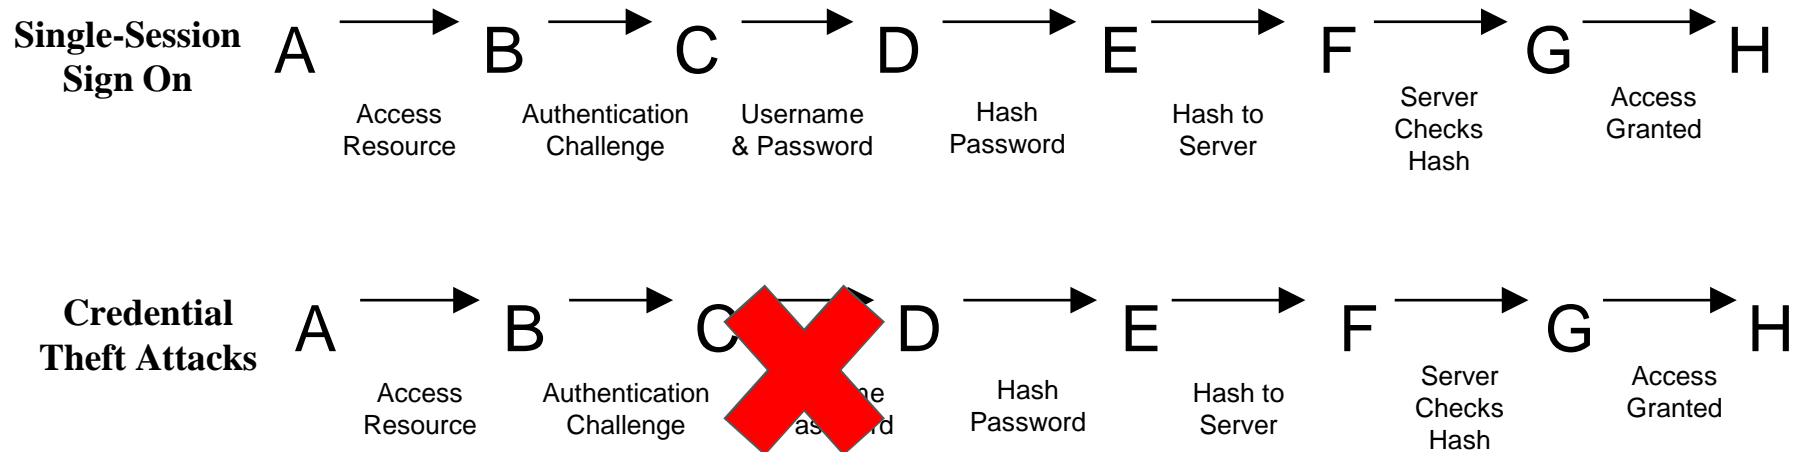 Single-Session
Sign On
A B C D E F G H
Access
Resource
Authentication
Challenge
Username
& Password
Hash
Password
Hash to
Server
Server
Checks
Hash
Access
Granted
Credential
Theft Attacks
A B C D E F G H
Access
Resource
Authentication
Challenge
Hash
Password
Hash to
Server
Server
Checks
Hash
Access
Granted